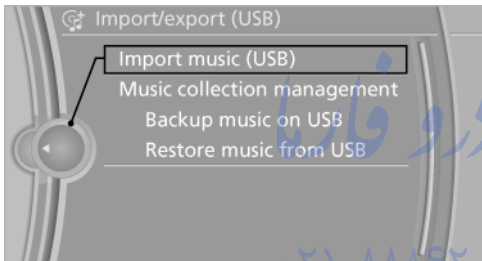 Import/export (USB)
Import music (USB)
Music collection management
Backup music on USB
Restore music from USB